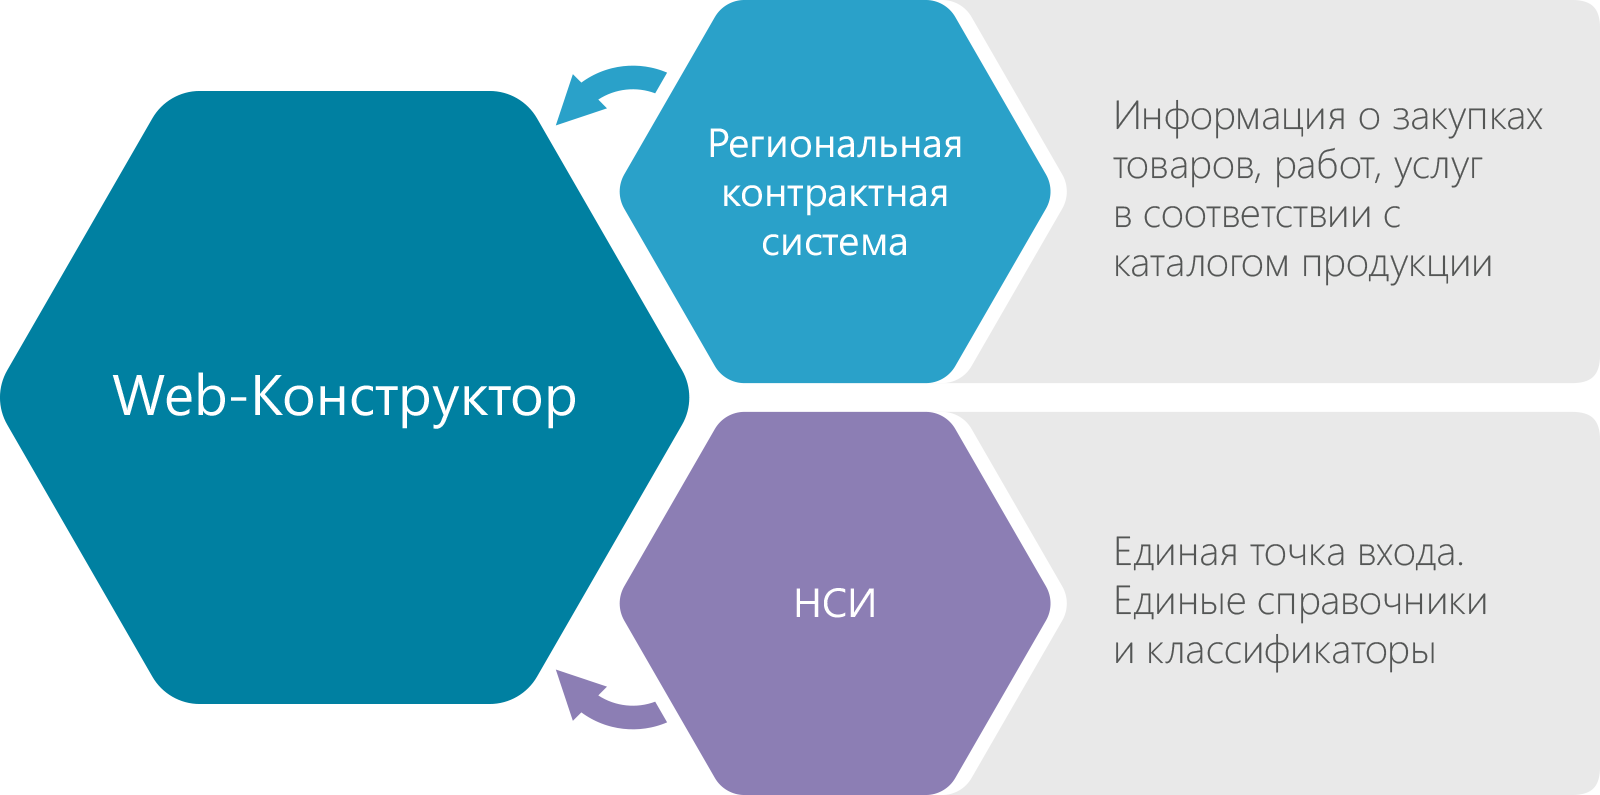 Web-Конструктор
Региональная
контрактная
система
Информация о закупках
товаров, работ, услуг
в соответствии с
каталогом продукции
НСИ
Единая точка входа.
Единые справочники
и классификаторы